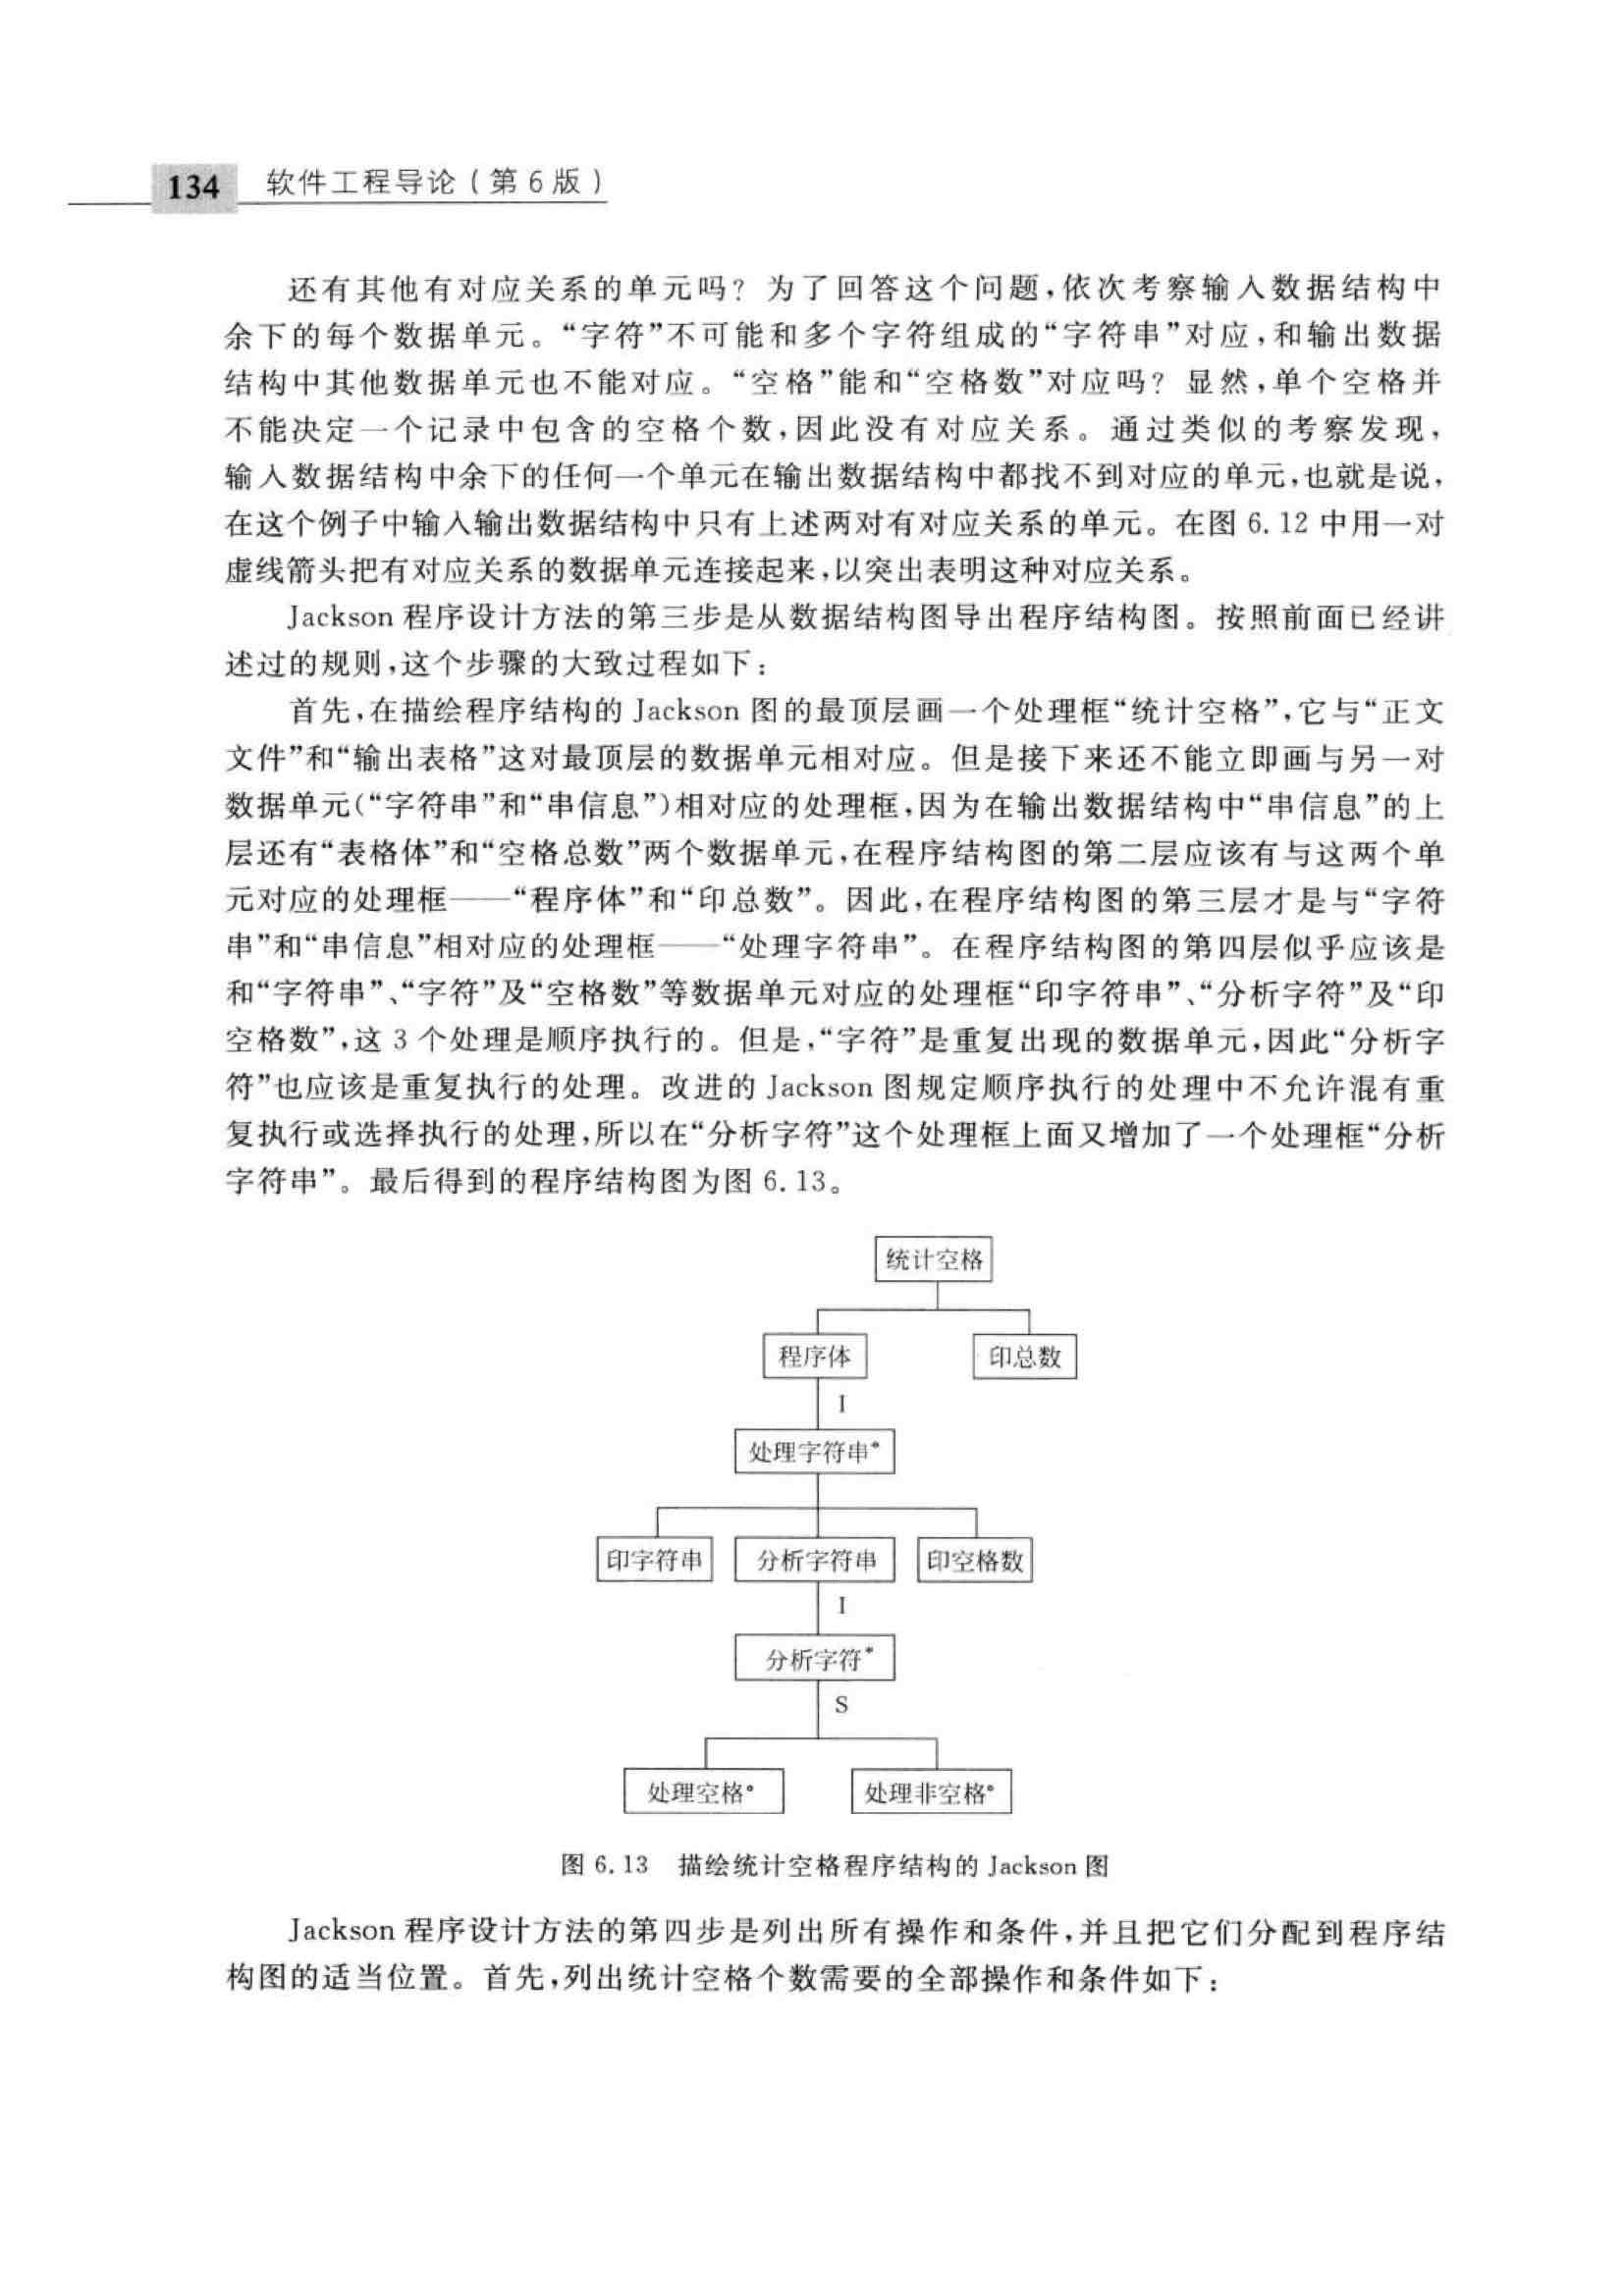 134 软件工程导论(第6版)
还有其他有对应关系的单元吗？为了回答这个问题,依次考察输入数据结构中
余下的每个数据单元。“字符”不可能和多个字符组成的“字符串”对应,和输出数据
结构中其他数据单元也不能对应。“空格”能和“空格数”对应吗？显然,单个空格并
不能决定一个记录中包含的空格个数,因此没有对应关系。通过类似的考察发现,
输入数据结构中余下的任何一个单元在输出数据结构中都找不到对应的单元,也就是说,
在这个例子中输入输出数据结构中只有上述两对有对应关系的单元。在图 6.12 中用一对
虚线箭头把有对应关系的数据单元连接起来,以突出表明这种对应关系。
Jackson 程序设计方法的第三步是从数据结构图导出程序结构图。按照前面已经讲
述过的规则,这个步骤的大致过程如下:
首先,在描绘程序结构的 Jackson 图的最顶层画一个处理框“统计空格”,它与“正文
文件”和“输出表格”这对最顶层的数据单元相对应。但是接下来还不能立即画与另一对
数据单元(“字符串”和“串信息”)相对应的处理框,因为在输出数据结构中“串信息”的上
层还有“表格体”和“空格总数”两个数据单元,在程序结构图的第二层应该有与这两个单
元对应的处理框——“程序体”和“印总数”。因此,在程序结构图的第三层才是与“字符
串”和“串信息”相对应的处理框——“处理字符串”。在程序结构图的第四层似乎应该是
和“字符串”、“字符”及“空格数”等数据单元对应的处理框“印字符串”、“分析字符”及“印
空格数”,这 3 个处理是顺序执行的。但是,“字符”是重复出现的数据单元,因此“分析字
符”也应该是重复执行的处理。改进的 Jackson 图规定顺序执行的处理中不允许混有重
复执行或选择执行的处理,所以在“分析字符”这个处理框上面又增加了一个处理框“分析
字符串”。最后得到的程序结构图为图 6.13。
统计空格
程序体 印总数
I
处理字符串*
印字符串 分析字符串 印空格数
I
分析字符*
S
处理空格° 处理非空格°
图 6.13 描绘统计空格程序结构的 Jackson 图
Jackson 程序设计方法的第四步是列出所有操作和条件,并且把它们分配到程序结
构图的适当位置。首先,列出统计空格个数需要的全部操作和条件如下: